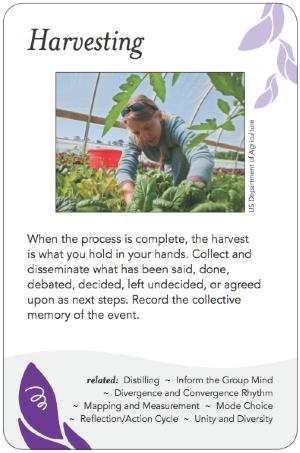 Harvesting
US Department of Agriculture
When the process is complete, the harvest
is what you hold in your hands. Collect and
disseminate what has been said, done,
debated, decided, left undecided, or agreed
upon as next steps. Record the collective
memory of the event.
related: Distilling ~ Inform the Group Mind
~ Divergence and Convergence Rhythm
~ Mapping and Measurement ~ Mode Choice
~ Reflection/Action Cycle ~ Unity and Diversity